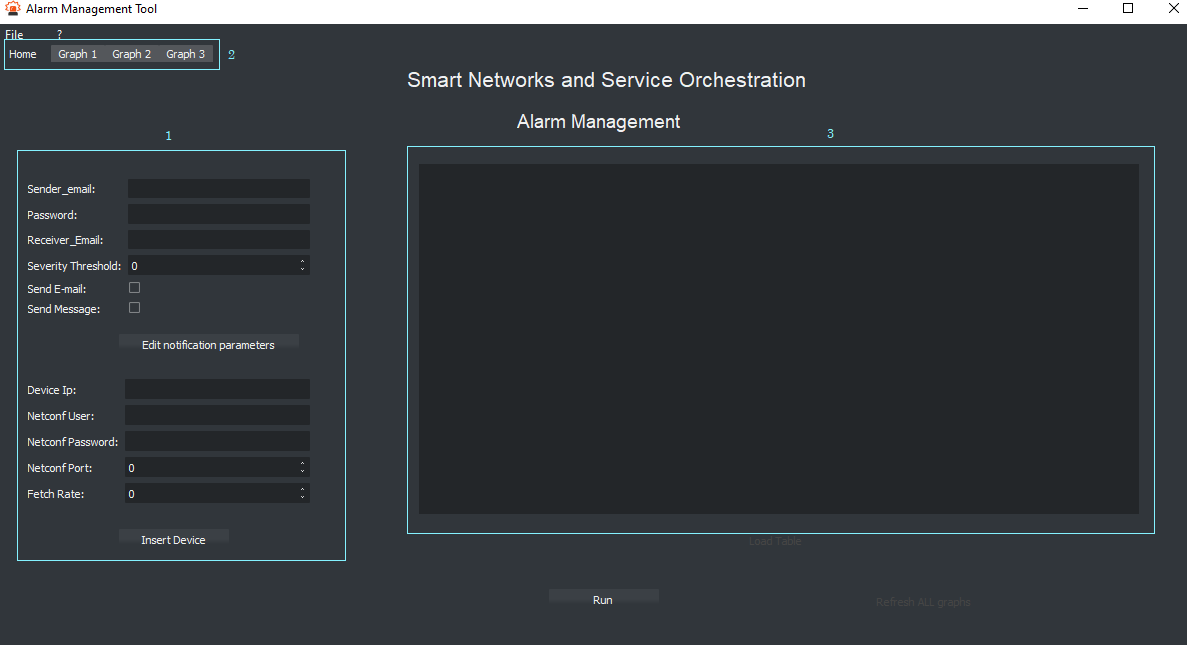 Alarm Management Tool
File ?
Home Graph 1 Graph 2 Graph 3 2
Smart Networks and Service Orchestration
Alarm Management
1
3
Sender_email:
Password:
Receiver_Email:
Severity Threshold: 0
Send E-mail:
Send Message:
Edit notification parameters
Device Ip:
Netconf User:
Netconf Password:
Netconf Port: 0
Fetch Rate: 0
Insert Device
Load Table
Run
Refresh ALL graphs